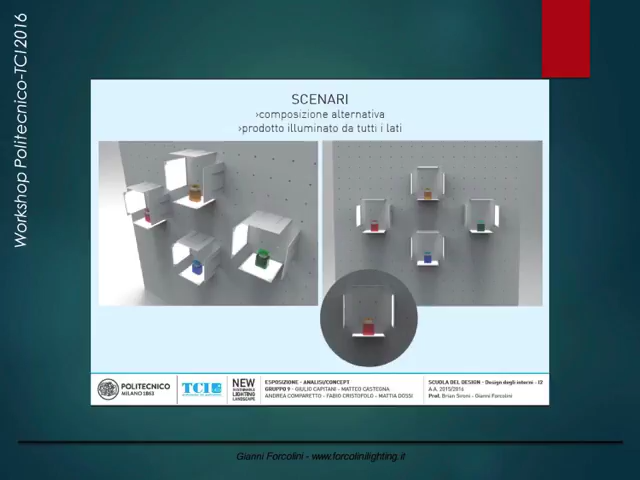 Workshop Politecnico-TCI2016
SCENARI
›composizione alternativa
›prodotto illuminato da tutti i lati
POLITECNICO
MILANO 1863
TCI
NEW
SUSTAINABLE
LIGHTING
LANDSCAPE
ESPOSIZIONE - ANALISI/CONCEPT
GRUPPO 9 - GIULIO CAPITANI - MATTEO CASTEGNA
ANDREA COMPARETTO - FABIO CRISTOFOLO - MATTIA DOSSI
SCUOLA DEL DESIGN - Design degli interni - I2
A.A. 2015/2016
Prof. Brian Sironi - Gianni Forcolini
Gianni Forcolini - www.forcolinilighting.it